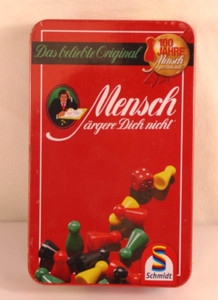 Das beliebte Original
100
JAHRE
Mensch
Mensch
ärgere Dich nicht
S
Schmidt